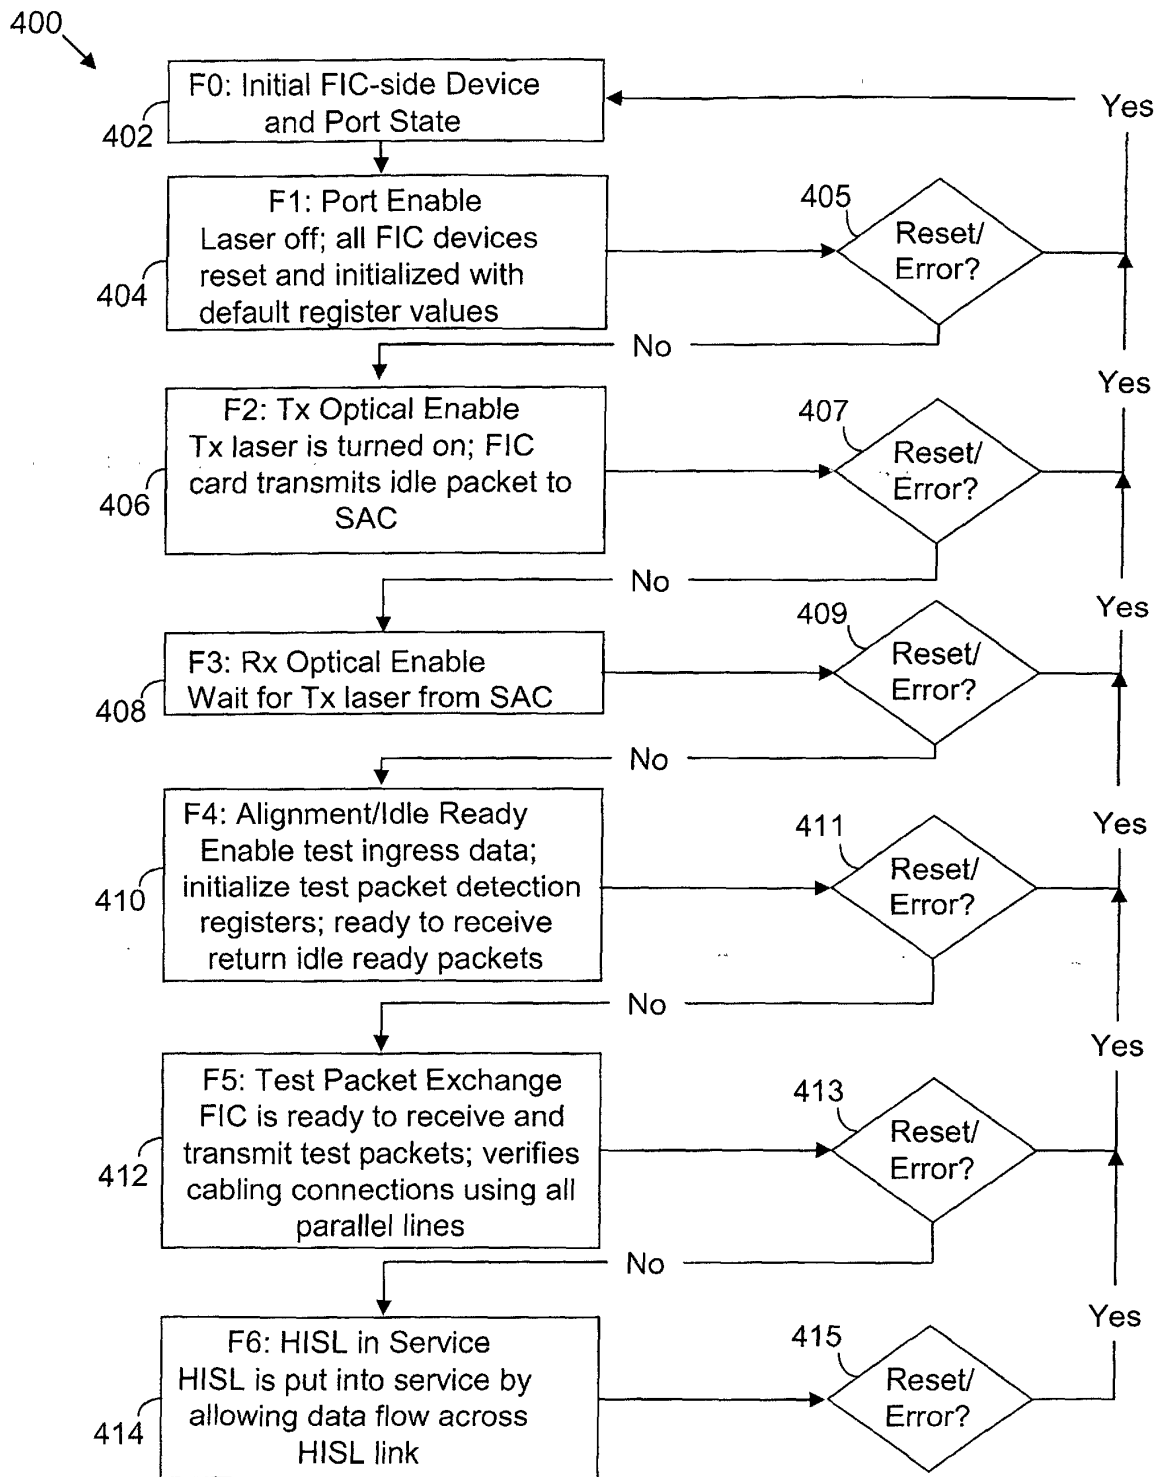 400
F0: Initial FIC-side Device
and Port State
402
Yes
F1: Port Enable
Laser off; all FIC devices
reset and initialized with
default register values
404
405
Reset/
Error?
No
Yes
F2: Tx Optical Enable
Tx laser is turned on; FIC
card transmits idle packet to
SAC
406
407
Reset/
Error?
No
Yes
F3: Rx Optical Enable
Wait for Tx laser from SAC
408
409
Reset/
Error?
No
Yes
F4: Alignment/Idle Ready
Enable test ingress data;
initialize test packet detection
registers; ready to receive
return idle ready packets
410
411
Reset/
Error?
No
Yes
F5: Test Packet Exchange
FIC is ready to receive and
transmit test packets; verifies
cabling connections using all
parallel lines
412
413
Reset/
Error?
No
Yes
F6: HISL in Service
HISL is put into service by
allowing data flow across
HISL link
414
415
Reset/
Error?